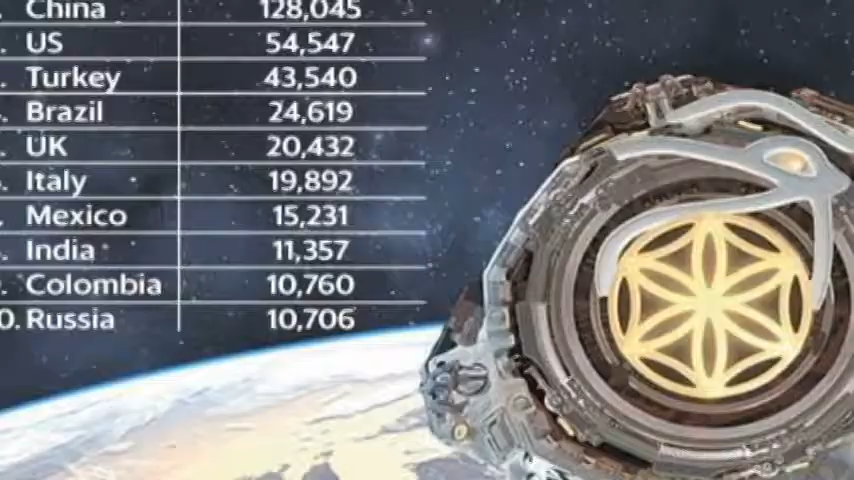 . China 128,045
. US 54,547
. Turkey 43,540
. Brazil 24,619
. UK 20,432
. Italy 19,892
. Mexico 15,231
. India 11,357
. Colombia 10,760
0. Russia 10,706